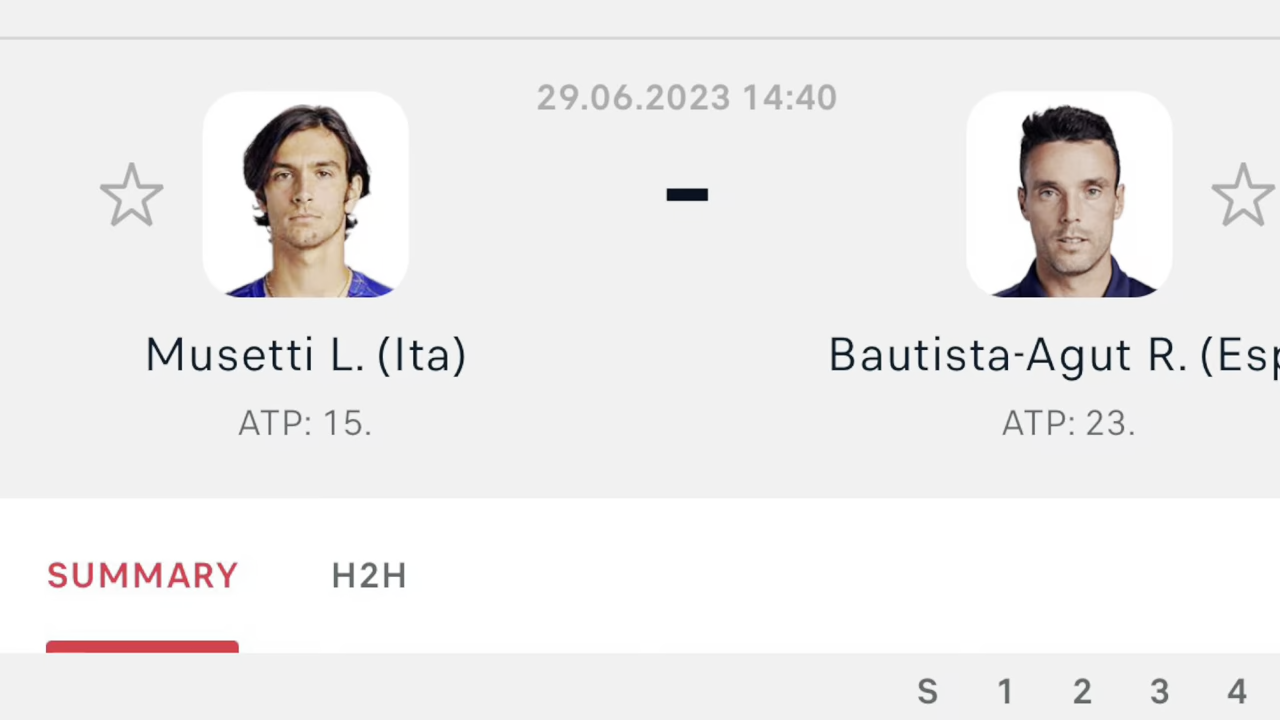 29.06.2023 14:40
-
Musetti L. (Ita)
Bautista-Agut R. (Esp
ATP: 15.
ATP: 23.
SUMMARY H2H
S 1 2 3 4